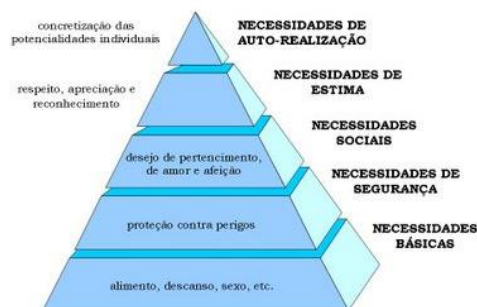 concretização das
potencialidades individuais
NECESSIDADES DE
AUTO-REALIZAÇÃO
respeito, apreciação e
reconhecimento
NECESSIDADES DE
ESTIMA
NECESSIDADES
SOCIAIS
desejo de pertencimento,
de amor e afeição
NECESSIDADES DE
SEGURANÇA
proteção contra perigos
NECESSIDADES
BÁSICAS
alimento, descanso, sexo, etc.